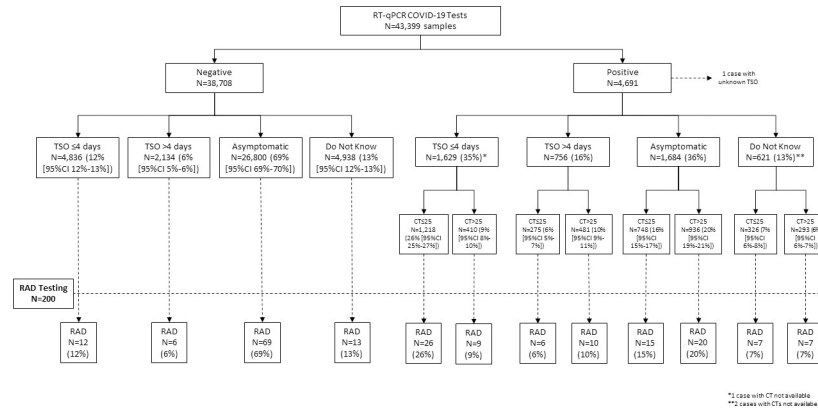 RT-qPCR COVID-19 Tests
N=43,399 samples
Negative
N=38,708
Positive
N=4,691
1 case with
unknown TSO
TSO ≤4 days
N=4,836 (12%
[95%CI 12%-13%])
TSO >4 days
N=2,134 (6%
[95%CI 5%-6%])
Asymptomatic
N=26,800 (69%
[95%CI 69%-70%])
Do Not Know
N=4,938 (13%
[95%CI 12%-13%])
TSO ≤4 days
N=1,629 (35%)*
TSO >4 days
N=756 (16%)
Asymptomatic
N=1,684 (36%)
Do Not Know
N=621 (13%)**
CT≤25
N=1,218
(26% [95%CI
25%-27%])
CT>25
N=410 (9%
[95%CI 8%-
10%])
CT≤25
N=275 (6%
[95%CI 5%-
7%])
CT>25
N=481 (10%
[95%CI 9%-
11%])
CT≤25
N=748 (16%
[95%CI
15%-17%])
CT>25
N=936 (20%
[95%CI
19%-21%])
CT≤25
N=326 (7%
[95%CI
6%-8%])
CT>25
N=293 (6%
[95%CI
6%-7%])
RAD Testing
N=200
RAD
N=12
(12%)
RAD
N=6
(6%)
RAD
N=69
(69%)
RAD
N=13
(13%)
RAD
N=26
(26%)
RAD
N=9
(9%)
RAD
N=6
(6%)
RAD
N=10
(10%)
RAD
N=15
(15%)
RAD
N=20
(20%)
RAD
N=7
(7%)
RAD
N=7
(7%)
*1 case with CT not available
**2 cases with CTs not available